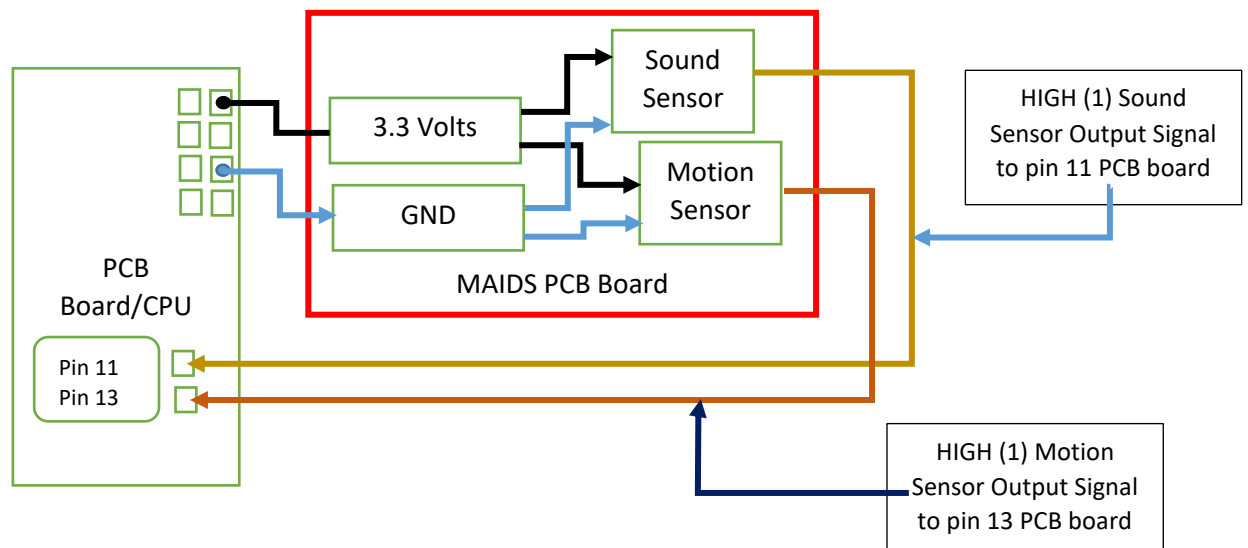 Sound
Sensor
3.3 Volts
Motion
Sensor
GND
MAIDS PCB Board
PCB
Board/CPU
Pin 11
Pin 13
HIGH (1) Sound
Sensor Output Signal
to pin 11 PCB board
HIGH (1) Motion
Sensor Output Signal
to pin 13 PCB board